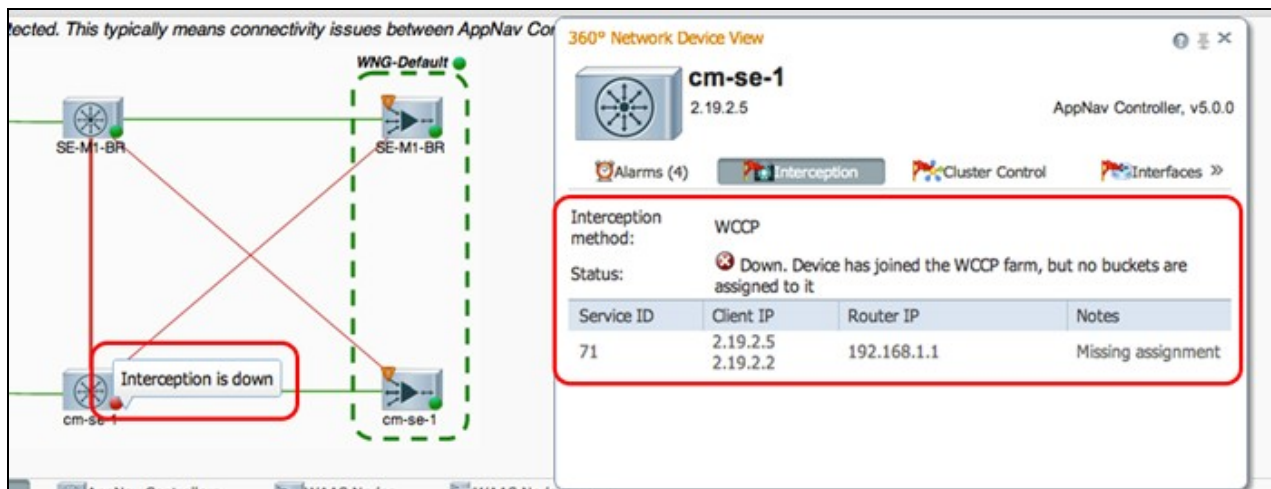 tected. This typically means connectivity issues between AppNav Co
WNG-Default
SE-M1-BR
SE-M1-BR
Interception is down
cm-se-1
cm-se-1
360° Network Device View
cm-se-1
2.19.2.5
AppNav Controller, v5.0.0
Alarms (4)
Interception
Cluster Control
Interfaces »
Interception method:
WCCP
Status:
Down. Device has joined the WCCP farm, but no buckets are assigned to it
Service ID
Client IP
Router IP
Notes
71
2.19.2.5
2.19.2.2
192.168.1.1
Missing assignment